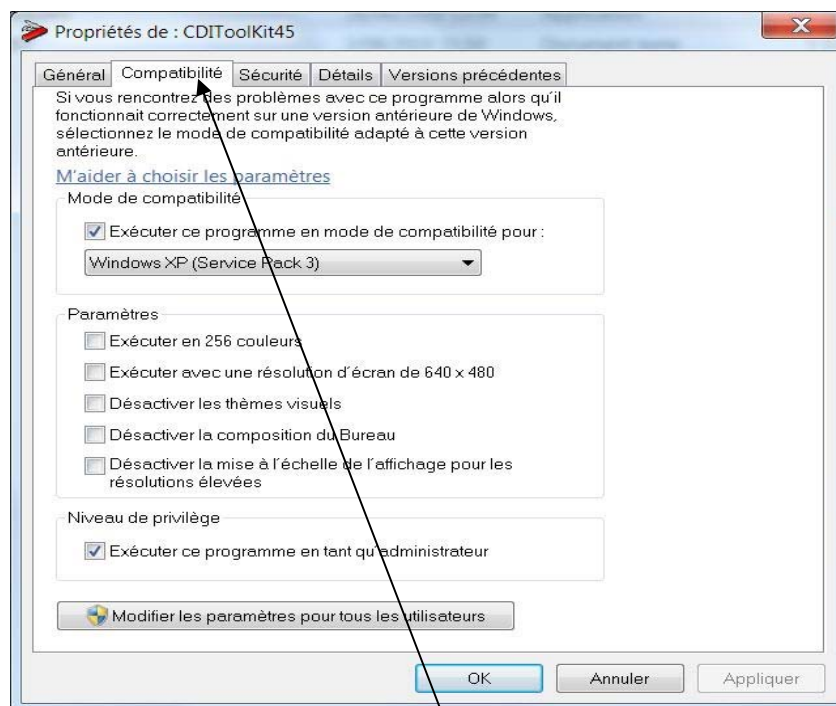 Propriétés de : CDIToolKit45
Général Compatibilité Sécurité Détails Versions précédentes
Si vous rencontrez des problèmes avec ce programme alors qu'il
fonctionnait correctement sur une version antérieure de Windows,
sélectionnez le mode de compatibilité adapté à cette version
antérieure.
M'aider à choisir les paramètres
Mode de compatibilité
Exécuter ce programme en mode de compatibilité pour :
Windows XP (Service Pack 3)
Paramètres
Exécuter en 256 couleurs
Exécuter avec une résolution d'écran de 640 x 480
Désactiver les thèmes visuels
Désactiver la composition du Bureau
Désactiver la mise à l'échelle de l'affichage pour les
résolutions élevées
Niveau de privilège
Exécuter ce programme en tant qu'administrateur
Modifier les paramètres pour tous les utilisateurs
OK Annuler Appliquer